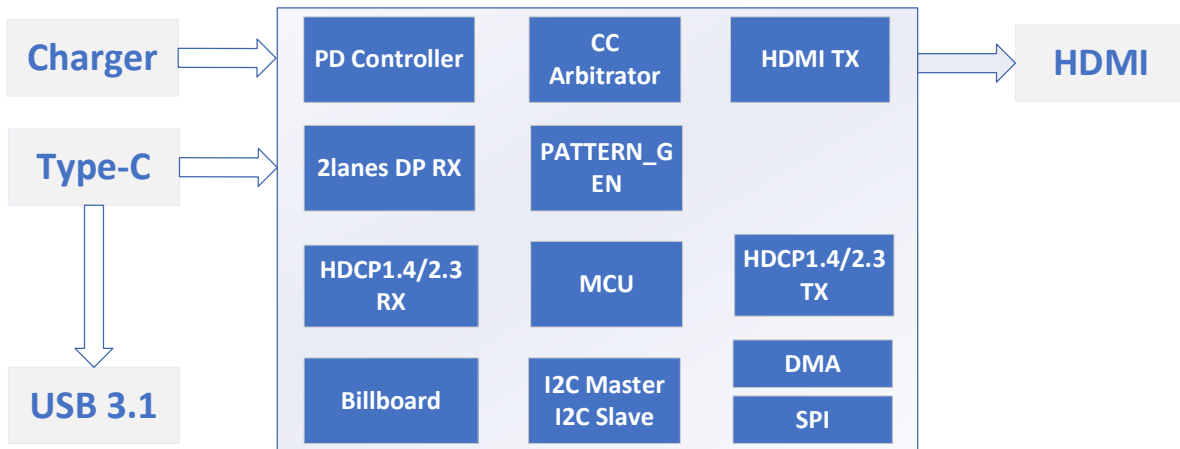 Charger
PD Controller
CC
Arbitrator
HDMI TX
HDMI
Type-C
2lanes DP RX
PATTERN_G
EN
HDCP1.4/2.3
RX
MCU
HDCP1.4/2.3
TX
USB 3.1
Billboard
I2C Master
I2C Slave
DMA
SPI